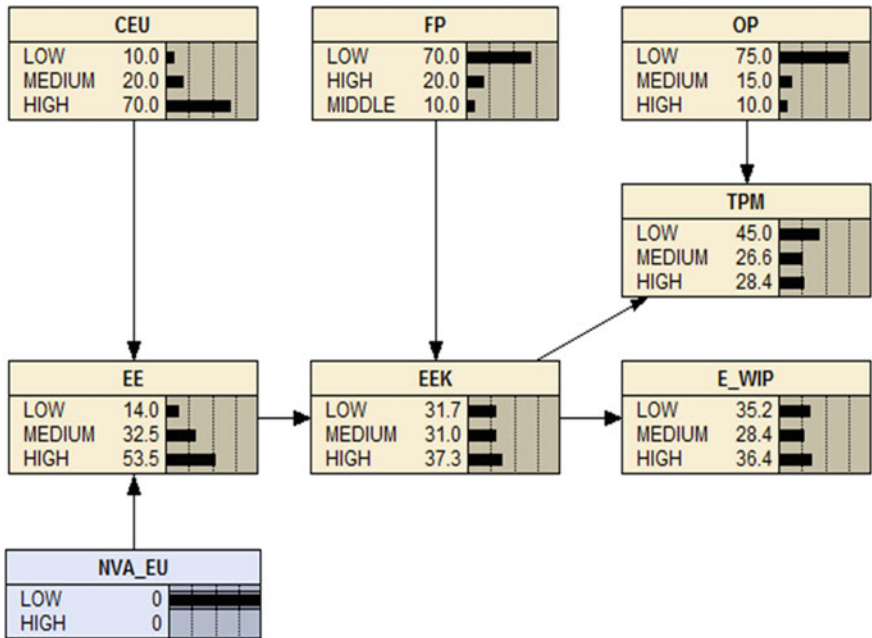 CEU
LOW 10.0
MEDIUM 20.0
HIGH 70.0
FP
LOW 70.0
HIGH 20.0
MIDDLE 10.0
OP
LOW 75.0
MEDIUM 15.0
HIGH 10.0
TPM
LOW 45.0
MEDIUM 26.6
HIGH 28.4
EE
LOW 14.0
MEDIUM 32.5
HIGH 53.5
EEK
LOW 31.7
MEDIUM 31.0
HIGH 37.3
E_WIP
LOW 35.2
MEDIUM 28.4
HIGH 36.4
NVA_EU
LOW 0
HIGH 0